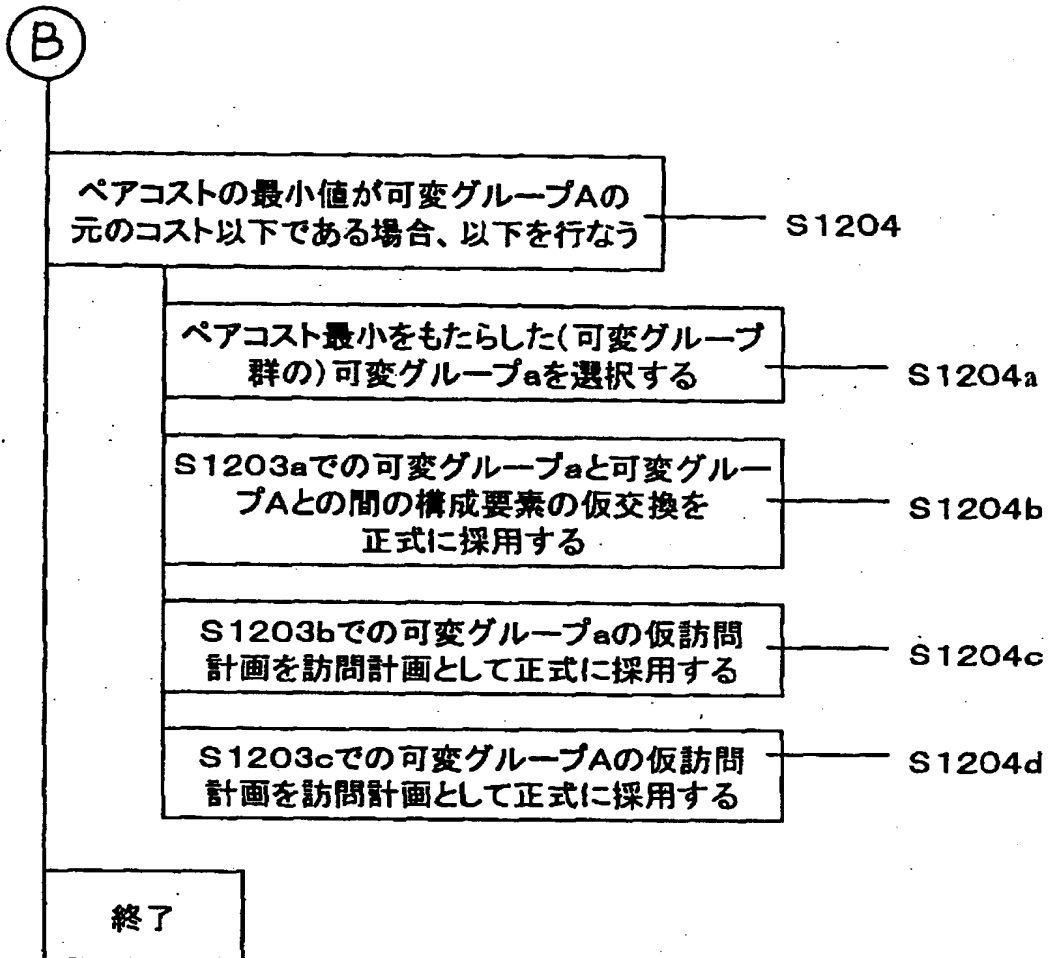 B
ペアコストの最小値が可変グループAの
元のコスト以下である場合、以下を行なう
S1204
ペアコスト最小をもたらした(可変グループ
群の)可変グループaを選択する
S1204a
S1203aでの可変グループaと可変グルー
プAとの間の構成要素の仮交換を
正式に採用する
S1204b
S1203bでの可変グループaの仮訪問
計画を訪問計画として正式に採用する
S1204c
S1203cでの可変グループAの仮訪問
計画を訪問計画として正式に採用する
S1204d
終了